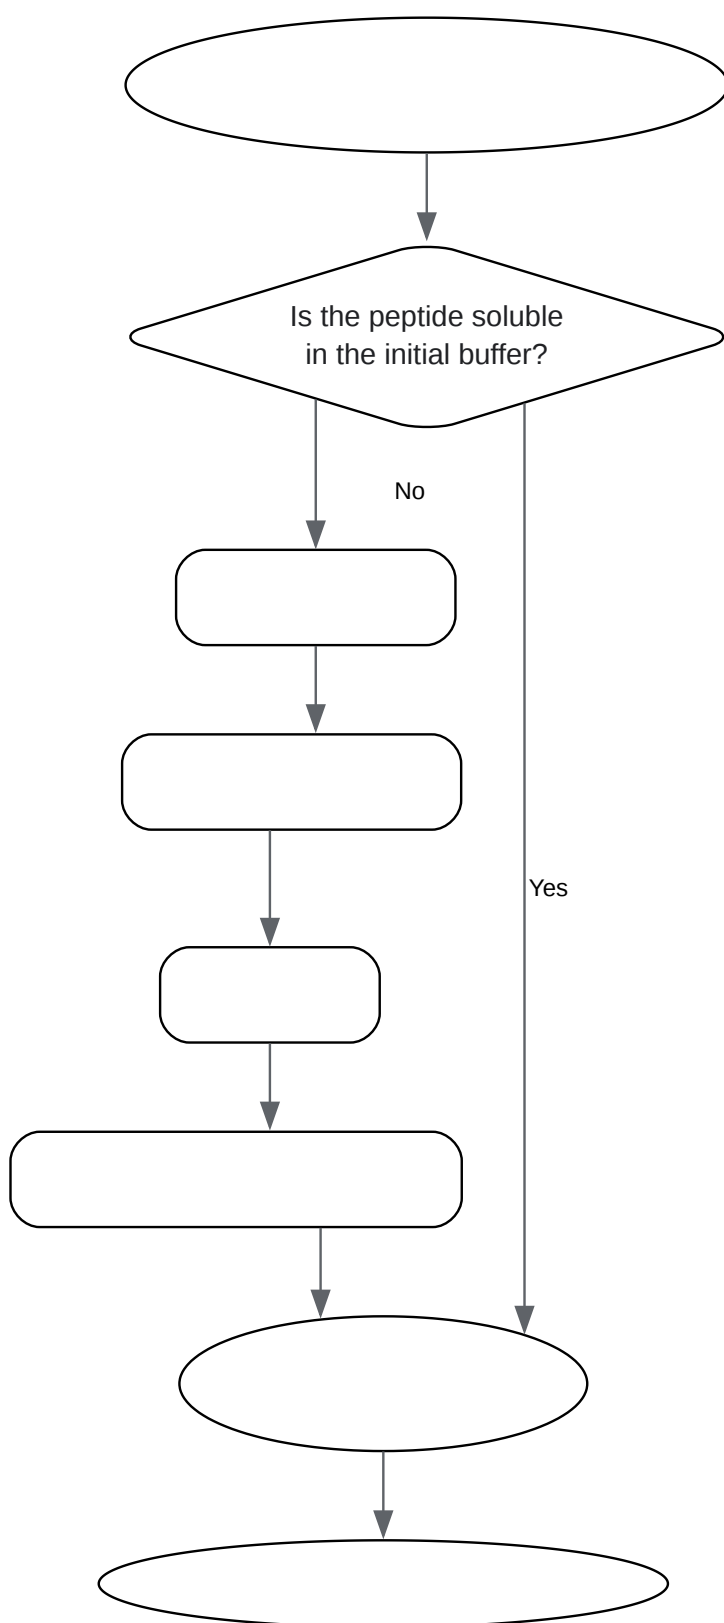 Is the peptide soluble
in the initial buffer?
No
Yes